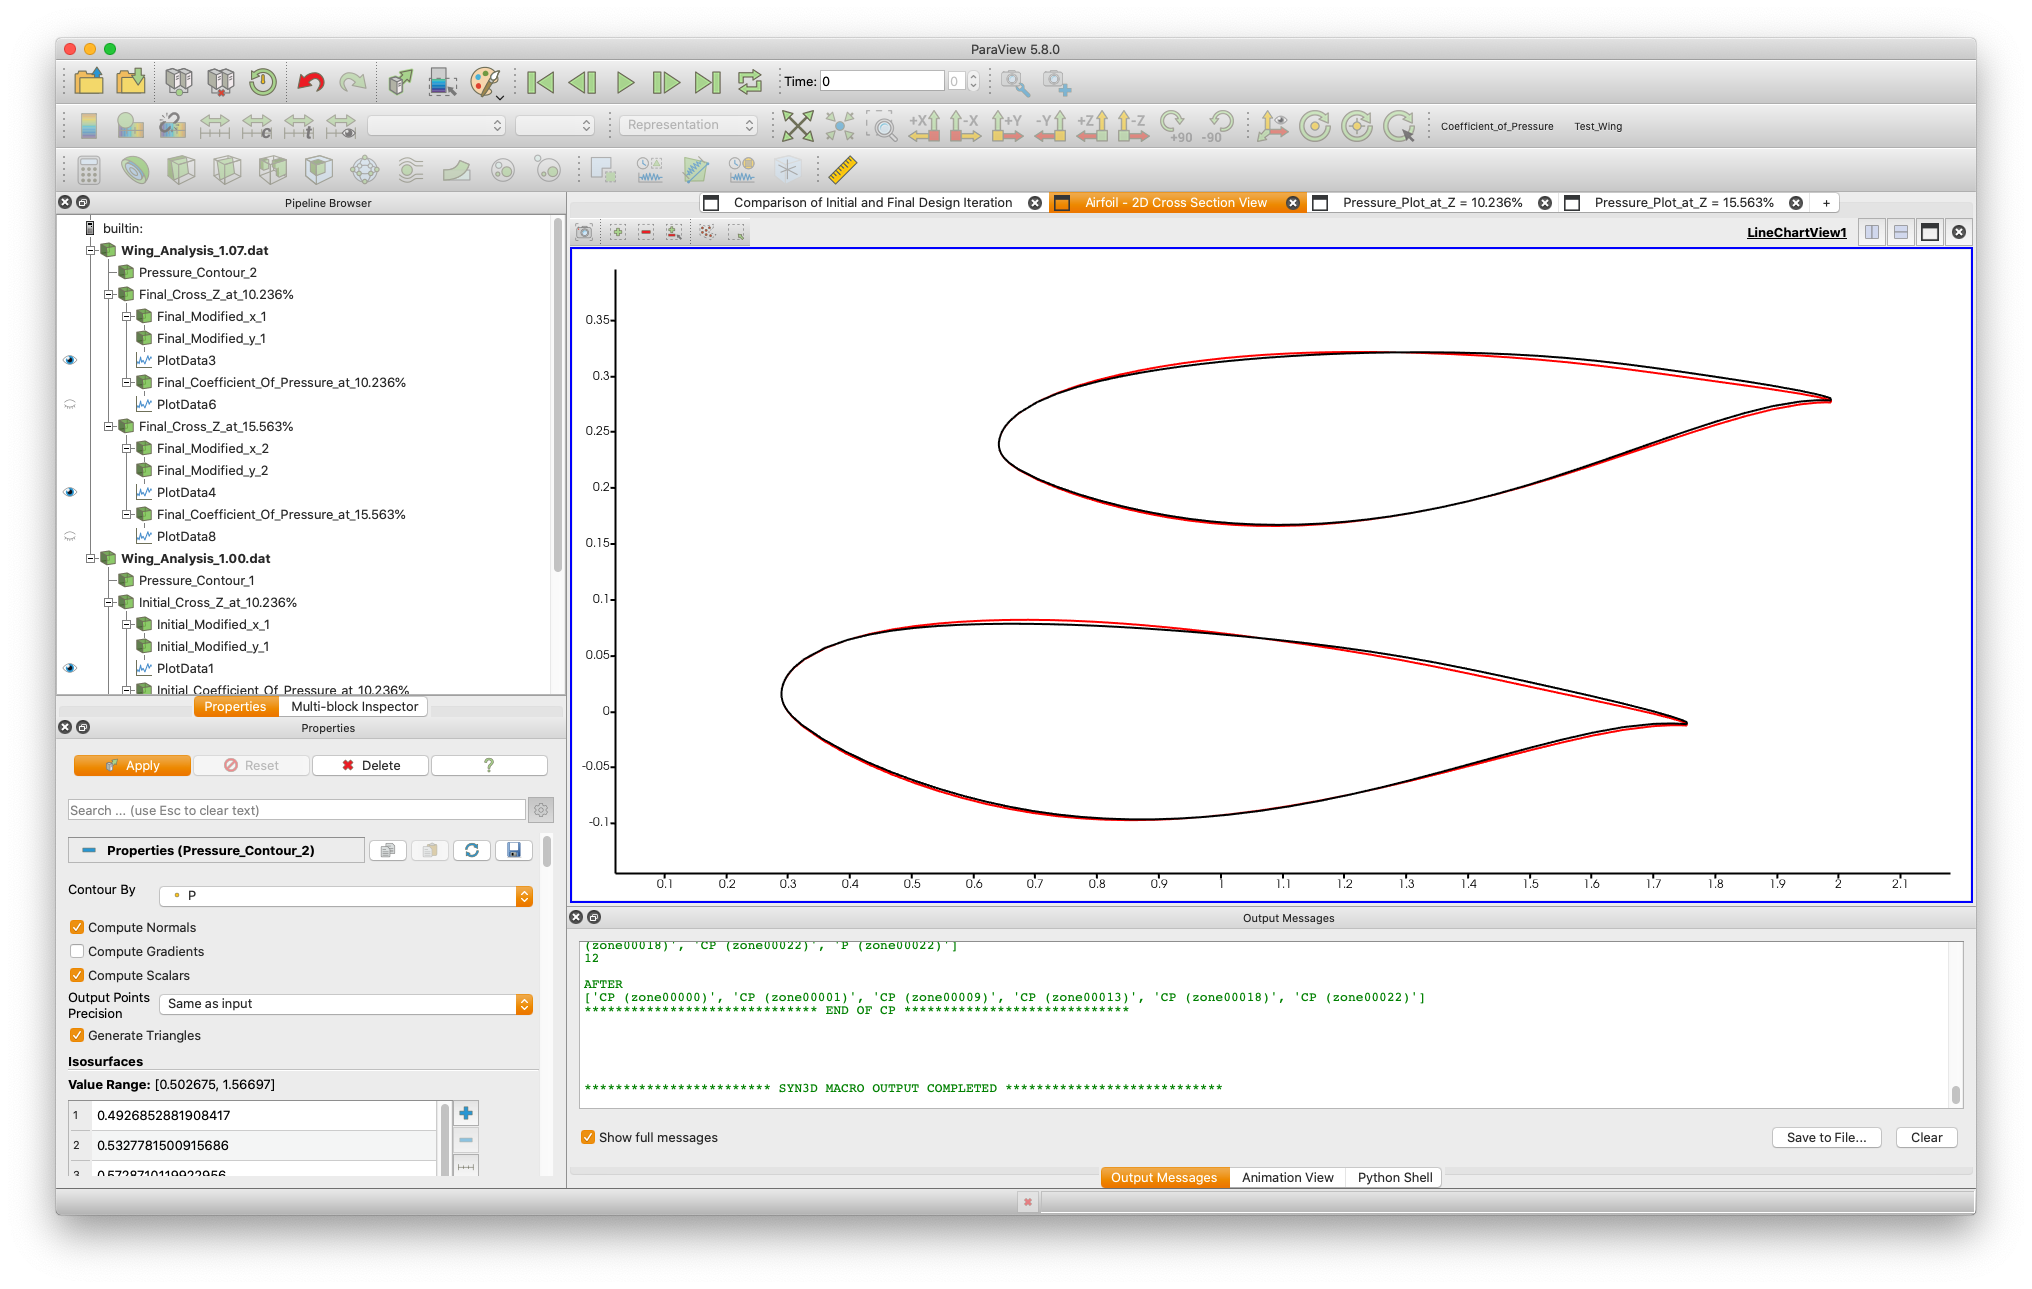 ParaView 5.8.0
Time: 0
0
Representation
+X
-X
+Y
-Y
+Z
-Z
+90
-90
Coefficient_of_Pressure
Test_Wing
Pipeline Browser
builtin:
Wing_Analysis_1.07.dat
Pressure_Contour_2
Final_Cross_Z_at_10.236%
Final_Modified_x_1
Final_Modified_y_1
PlotData3
Final_Coefficient_Of_Pressure_at_10.236%
PlotData6
Final_Cross_Z_at_15.563%
Final_Modified_x_2
Final_Modified_y_2
PlotData4
Final_Coefficient_Of_Pressure_at_15.563%
PlotData8
Wing_Analysis_1.00.dat
Pressure_Contour_1
Initial_Cross_Z_at_10.236%
Initial_Modified_x_1
Initial_Modified_y_1
PlotData1
Initial_Coefficient_Of_Pressure_at_10.236%
Properties
Multi-block Inspector
Properties
Apply
Reset
Delete
?
Search ... (use Esc to clear text)
Properties (Pressure_Contour_2)
Contour By
P
Compute Normals
Compute Gradients
Compute Scalars
Output Points
Precision
Same as input
Generate Triangles
Isosurfaces
Value Range: [0.502675, 1.56697]
1 0.4926852881908417
2 0.5327781500915686
3 0.5728710119922956
Comparison of Initial and Final Design Iteration
Airfoil - 2D Cross Section View
Pressure_Plot_at_Z = 10.236%
Pressure_Plot_at_Z = 15.563%
+
LineChartView1
0.35
0.3
0.25
0.2
0.15
0.1
0.05
0
-0.05
-0.1
0.1 0.2 0.3 0.4 0.5 0.6 0.7 0.8 0.9 1 1.1 1.2 1.3 1.4 1.5 1.6 1.7 1.8 1.9 2 2.1
Output Messages
(zone00018)', 'CP (zone00022)', 'P (zone00022)']
12
AFTER
['CP (zone00000)', 'CP (zone00001)', 'CP (zone00009)', 'CP (zone00013)', 'CP (zone00018)', 'CP (zone00022)']
****************************** END OF CP *****************************
************************ SYN3D MACRO OUTPUT COMPLETED ****************************
Show full messages
Save to File...
Clear
Output Messages
Animation View
Python Shell